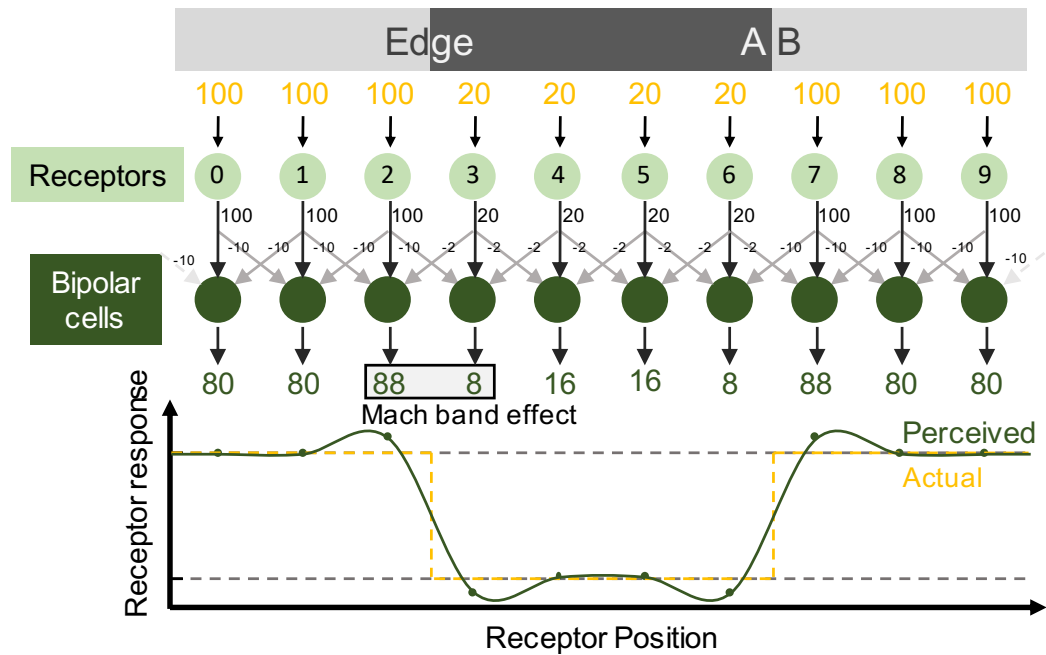 Edge A B
100 100 100 20 20 20 20 100 100 100
Receptors 0 1 2 3 4 5 6 7 8 9
100 100 100 20 20 20 20 100 100 100
-10 -10 -10 -10 -10 -10 -2 -2 -2 -2 -2 -2 -2 -2 -10 -10 -10 -10 -10 -10
Bipolar
cells
80 80 88 8 16 16 8 88 80 80
Mach band effect
Receptor response
Perceived
Actual
Receptor Position